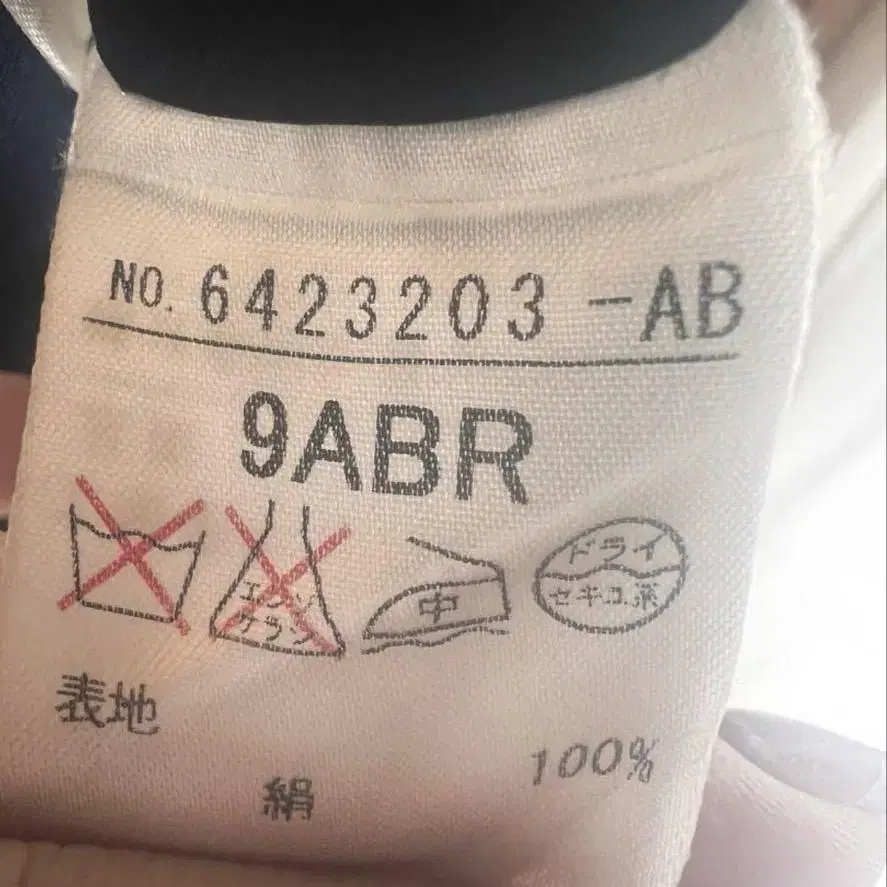 NO. 6423203 -AB
9ABR
エンソ
サラシ
中
ドライ
セキユ系
表地
絹 100%